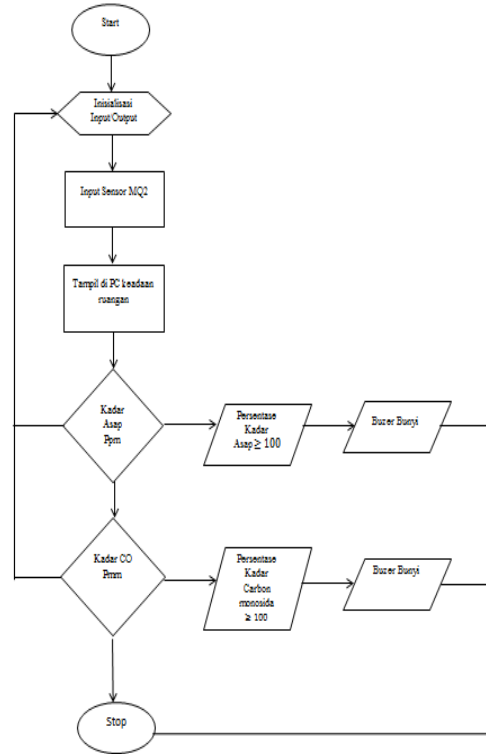 Start
Inisialisasi
Input/Output
Input Sensor MQ2
Tampil di PC keadaan
ruangan
Kadar
Asap
Ppm
Persentase
Kadar
Asap ≥ 100
Buzer Bunyi
Kadar CO
Pmm
Persentase
Kadar
Carbon
monosida
≥ 100
Buzer Bunyi
Stop